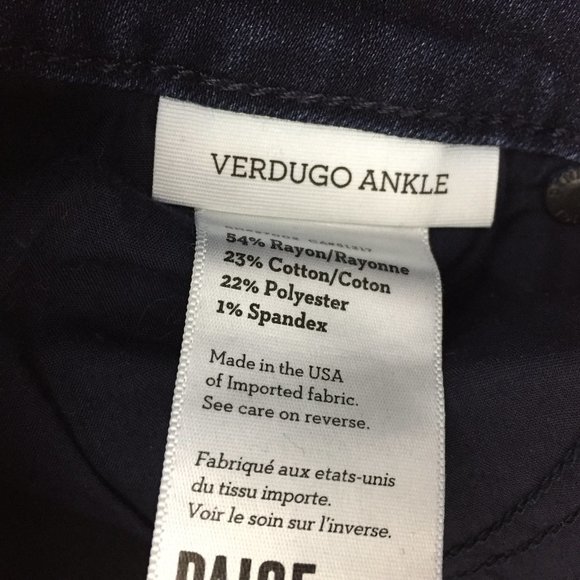 VERDUGO ANKLE
54% Rayon/Rayonne
23% Cotton/Coton
22% Polyester
1% Spandex
Made in the USA
of Imported fabric.
See care on reverse.
Fabriqué aux etats-unis
du tissu importe.
Voir le soin sur l'inverse.
PAIGE